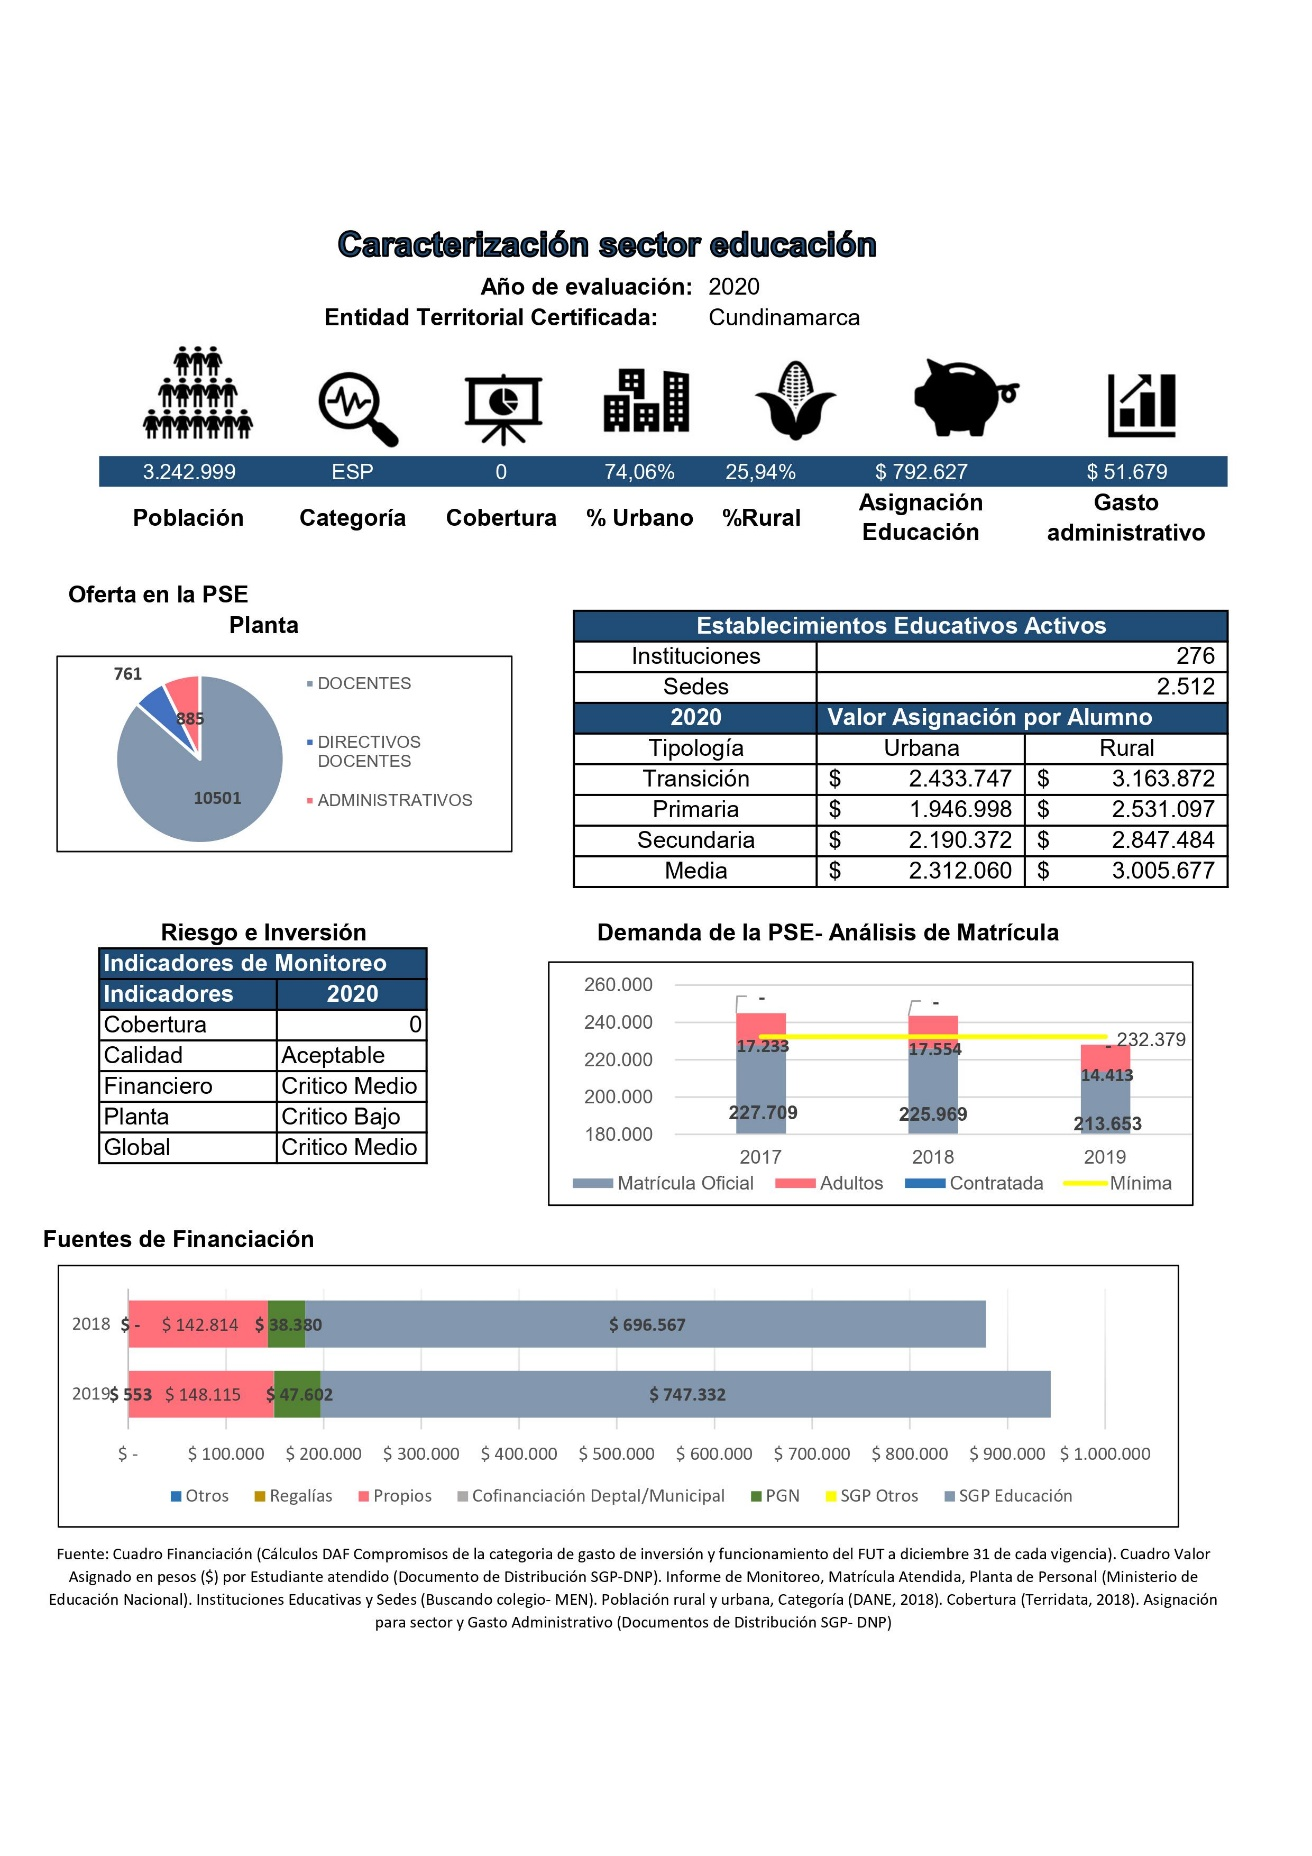 Caracterización sector educación
Año de evaluación: 2020
Entidad Territorial Certificada: Cundinamarca
3.242.999 ESP 0 74,06% 25,94% $ 792.627 $ 51.679
Población Categoría Cobertura % Urbano %Rural Asignación Educación Gasto administrativo
Oferta en la PSE
Planta
761
885
10501
DOCENTES
DIRECTIVOS
DOCENTES
ADMINISTRATIVOS
Establecimientos Educativos Activos
Instituciones 276
Sedes 2.512
2020 Valor Asignación por Alumno
Tipología Urbana Rural
Transición $ 2.433.747 $ 3.163.872
Primaria $ 1.946.998 $ 2.531.097
Secundaria $ 2.190.372 $ 2.847.484
Media $ 2.312.060 $ 3.005.677
Riesgo e Inversión
Indicadores de Monitoreo
Indicadores 2020
Cobertura 0
Calidad Aceptable
Financiero Critico Medio
Planta Critico Bajo
Global Critico Medio
Demanda de la PSE- Análisis de Matrícula
260.000
240.000
220.000
200.000
180.000
- - - 232.379
17.233 17.554 14.413
227.709 225.969 213.653
2017 2018 2019
Matrícula Oficial Adultos Contratada Mínima
Fuentes de Financiación
2018 $ - $ 142.814 $ 38.380 $ 696.567
2019 $ 553 $ 148.115 $ 47.602 $ 747.332
$ - $ 100.000 $ 200.000 $ 300.000 $ 400.000 $ 500.000 $ 600.000 $ 700.000 $ 800.000 $ 900.000 $ 1.000.000
Otros Regalías Propios Cofinanciación Deptal/Municipal PGN SGP Otros SGP Educación
Fuente: Cuadro Financiación (Cálculos DAF Compromisos de la categoria de gasto de inversión y funcionamiento del FUT a diciembre 31 de cada vigencia). Cuadro Valor
Asignado en pesos ($) por Estudiante atendido (Documento de Distribución SGP-DNP). Informe de Monitoreo, Matrícula Atendida, Planta de Personal (Ministerio de
Educación Nacional). Instituciones Educativas y Sedes (Buscando colegio- MEN). Población rural y urbana, Categoría (DANE, 2018). Cobertura (Terridata, 2018). Asignación
para sector y Gasto Administrativo (Documentos de Distribución SGP- DNP)